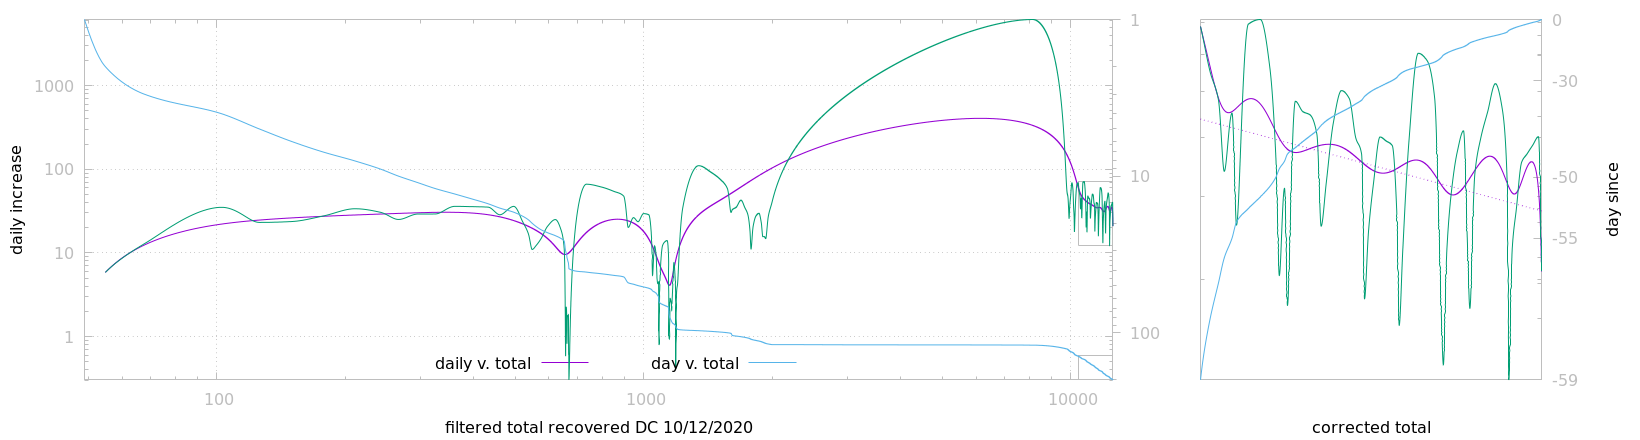 1000
100
10
1
daily increase
100
1000
10000
1
10
100
daily v. total
day v. total
filtered total recovered DC 10/12/2020
0
-30
-50
-55
-59
day since
corrected total